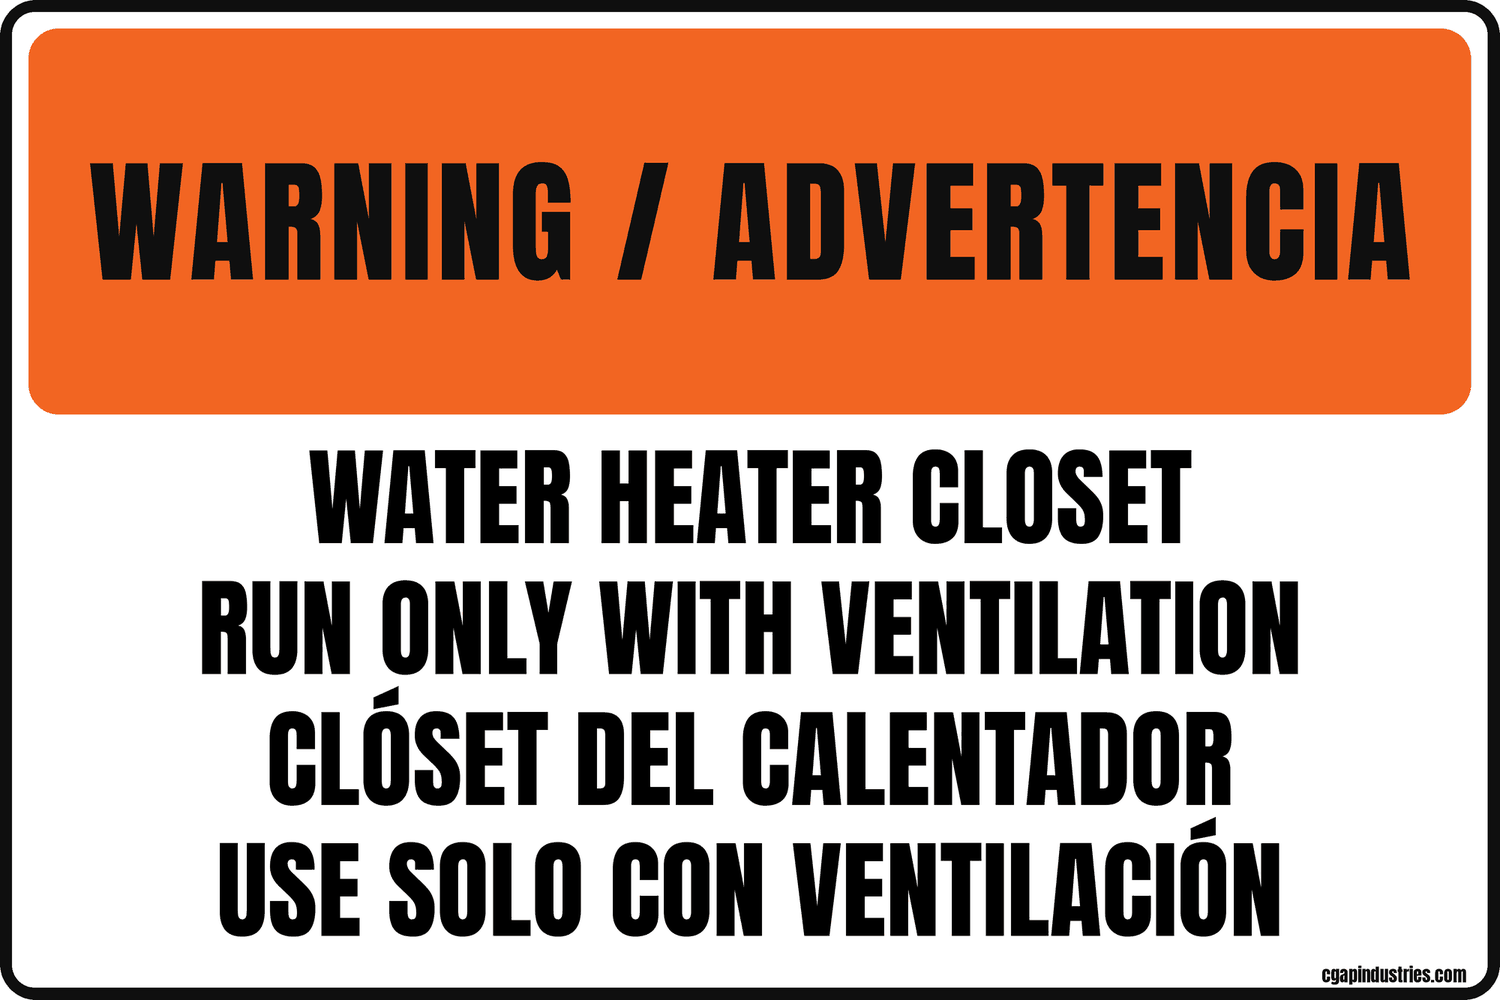 WARNING / ADVERTENCIA
WATER HEATER CLOSET
RUN ONLY WITH VENTILATION
CLÓSET DEL CALENTADOR
USE SOLO CON VENTILACIÓN
cgapindustries.com